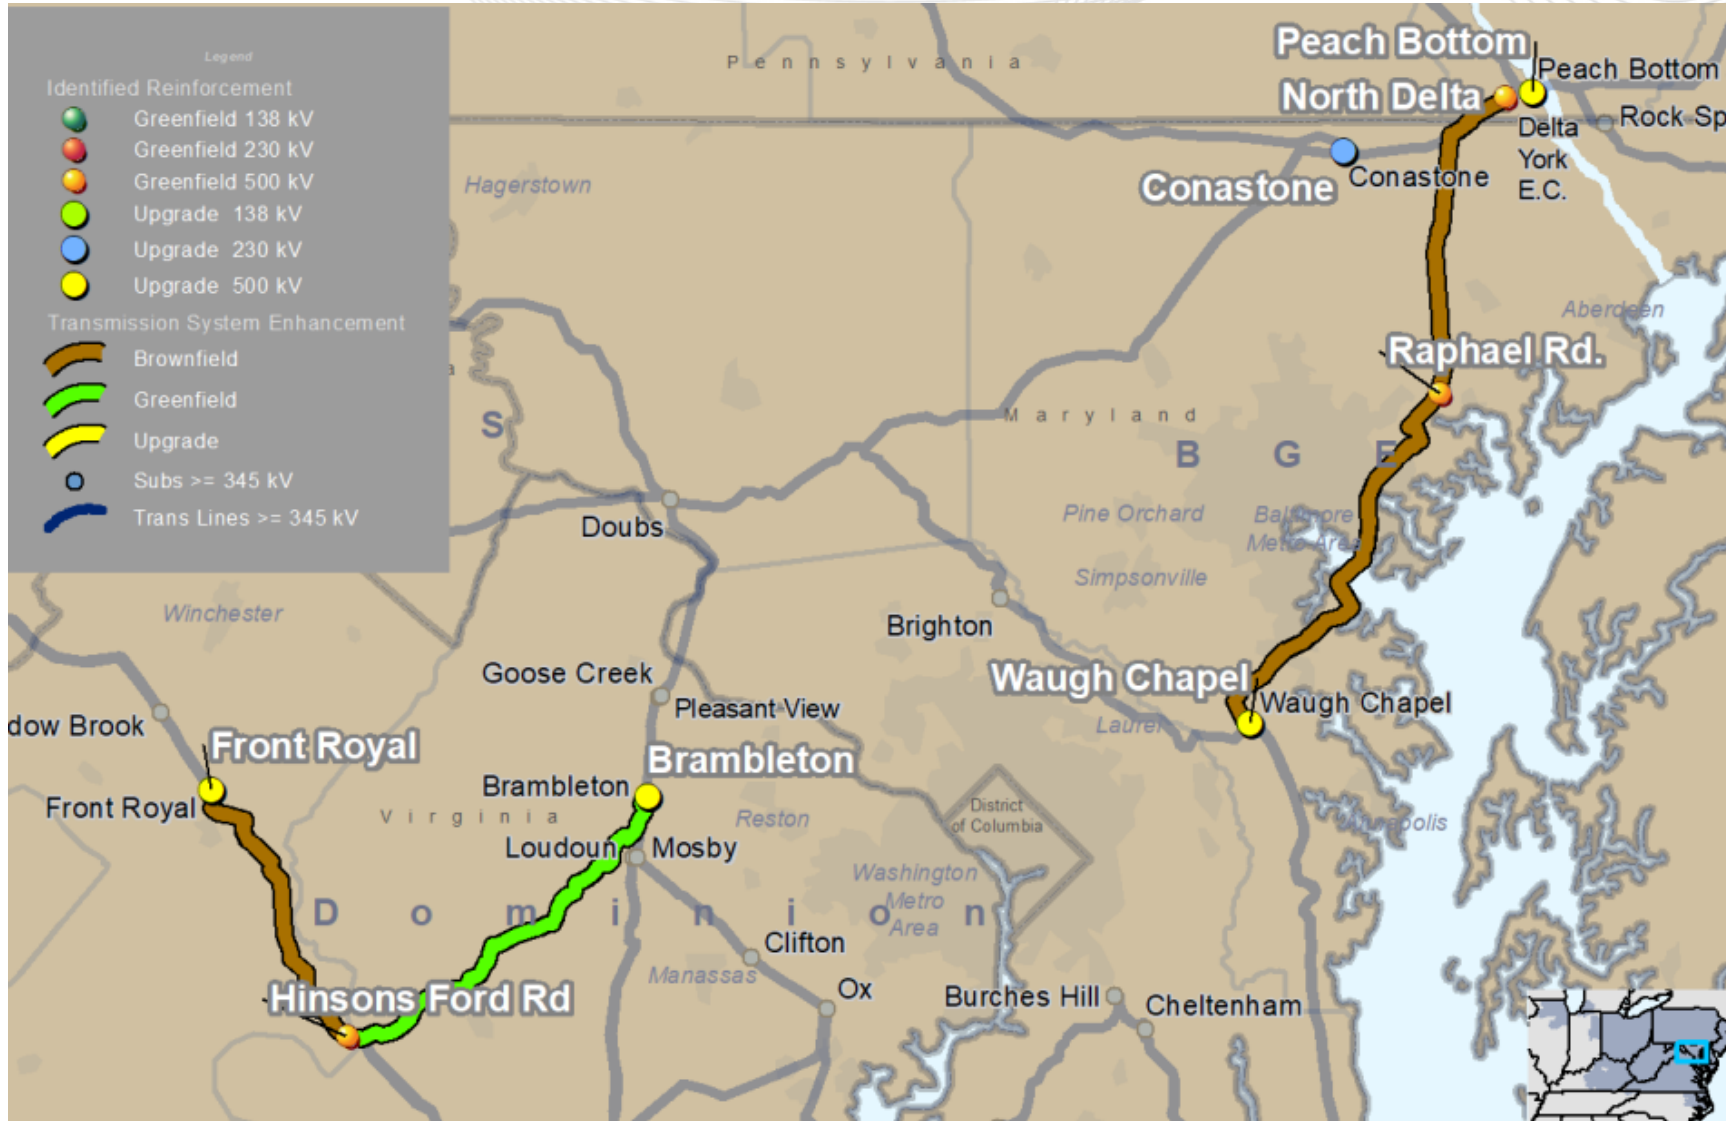 Legend
Identified Reinforcement
Greenfield 138 kV
Greenfield 230 kV
Greenfield 500 kV
Upgrade 138 kV
Upgrade 230 kV
Upgrade 500 kV
Transmission System Enhancement
Brownfield
Greenfield
Upgrade
Subs >= 345 kV
Trans Lines >= 345 kV
Pennsylvania
Peach Bottom
Peach Bottom
North Delta
Rock Sp
Delta
York
E.C.
Conastone
Conastone
Hagerstown
Aberdeen
Raphael Rd.
a
S
Maryland
B G E
Doubs
Pine Orchard
Baltimore
Metro Area
Simpsonville
Winchester
Brighton
Goose Creek
Pleasant View
Waugh Chapel
Waugh Chapel
Laurel
dow Brook
Front Royal
Front Royal
Brambleton
Brambleton
Virginia
Reston
District
of Columbia
Annapolis
Loudoun
Mosby
Washington
Metro
Area
Dominion
Clifton
Manassas
Hinsons Ford Rd
Ox
Burches Hill
Cheltenham